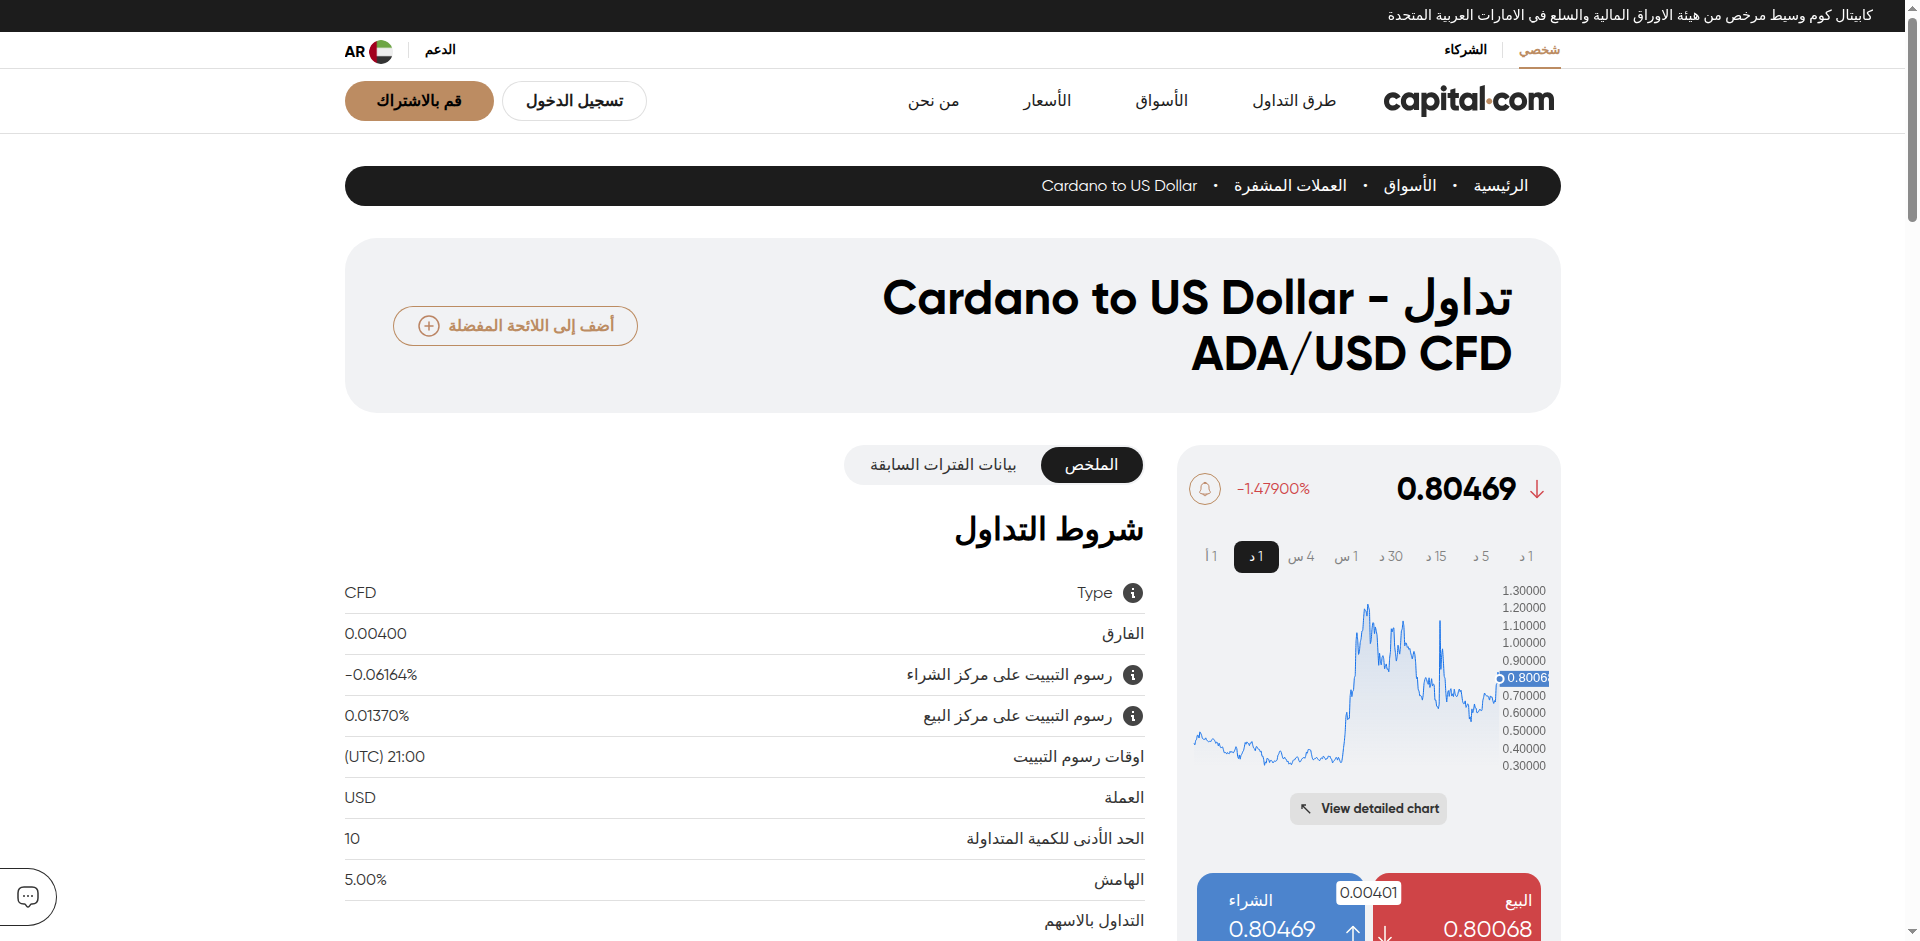 كابيتال كوم وسيط مرخص من هيئة الاوراق المالية والسلع في الامارات العربية المتحدة
شخصي
الشركاء
الدعم
AR
capital.com
طرق التداول
الأسواق
الأسعار
من نحن
تسجيل الدخول
قم بالاشتراك
الرئيسية • الأسواق • العملات المشفرة • Cardano to US Dollar
تداول - Cardano to US Dollar
ADA/USD CFD
أضف إلى اللائحة المفضلة
0.80469
-1.47900%
1 د
5 د
15 د
30 د
1 س
4 س
1 د
1 أ
1.30000
1.20000
1.10000
1.00000
0.90000
0.80068
0.70000
0.60000
0.50000
0.40000
0.30000
View detailed chart
البيع
0.80068
0.00401
الشراء
0.80469
الملخص
بيانات الفترات السابقة
شروط التداول
Type CFD
الفارق 0.00400
رسوم التبييت على مركز الشراء -0.06164%
رسوم التبييت على مركز البيع 0.01370%
اوقات رسوم التبييت 21:00 (UTC)
العملة USD
الحد الأدنى للكمية المتداولة 10
الهامش 5.00%
التداول بالاسهم